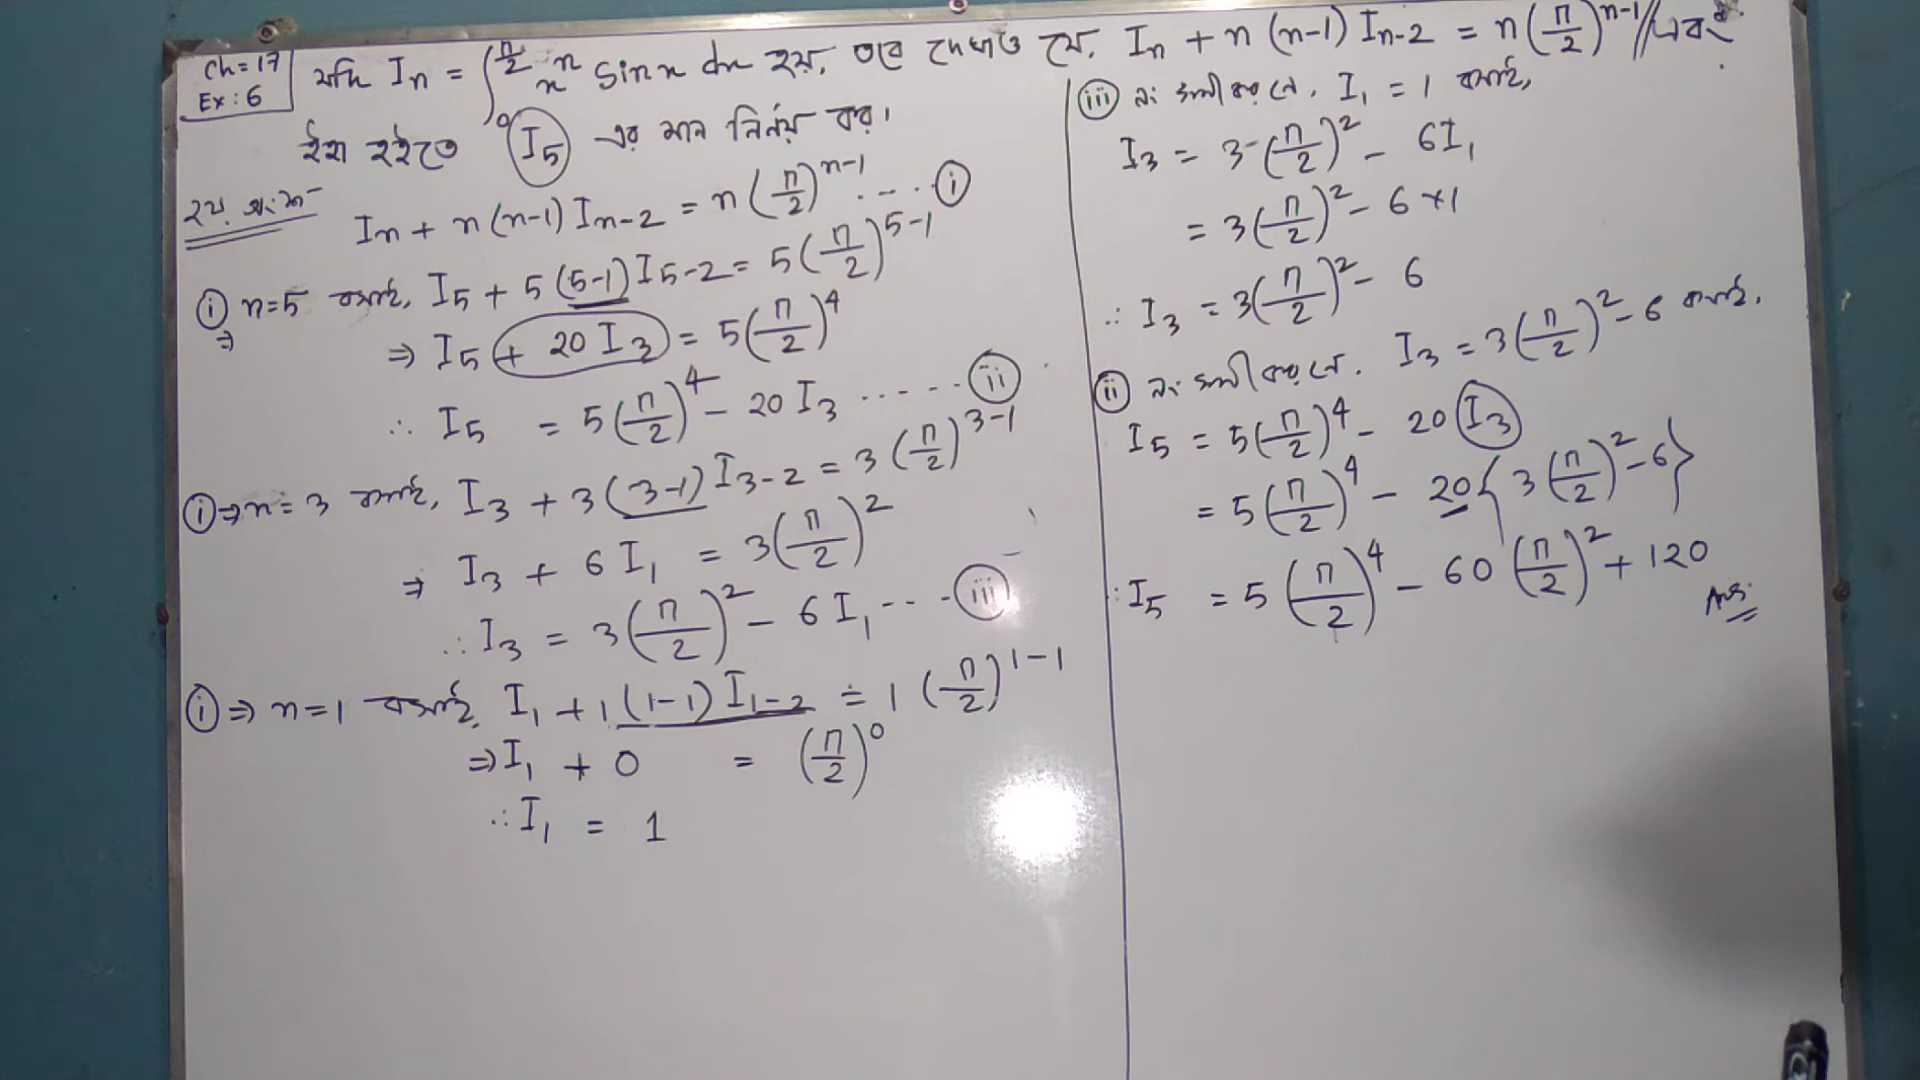 Ch=17
Ex: 6
যদি Iₙ = ∫₀^(π/2) xⁿ Sin x dx হয়, তবে দেখাও যে, Iₙ + n(n-1) Iₙ₋₂ = n(π/2)ⁿ⁻¹ // এবং
ইহা হইতে I₅ এর মান নির্নয় কর।
২য় অংশ
Iₙ + n(n-1) Iₙ₋₂ = n(π/2)ⁿ⁻¹ ..... (i)
(i) ⇒ n=5 বসাই, I₅ + 5(5-1) I₅₋₂ = 5(π/2)⁵⁻¹
⇒ I₅ + 20 I₃ = 5(π/2)⁴
∴ I₅ = 5(π/2)⁴ - 20 I₃ ...... (ii)
(i) ⇒ n=3 বসাই, I₃ + 3(3-1) I₃₋₂ = 3(π/2)³⁻¹
⇒ I₃ + 6 I₁ = 3(π/2)²
∴ I₃ = 3(π/2)² - 6 I₁ --- (iii)
(i) ⇒ n=1 বসাই, I₁ + 1(1-1) I₁₋₂ = 1(π/2)¹⁻¹
⇒ I₁ + 0 = (π/2)⁰
∴ I₁ = 1
(iii) নং সমীকরনে, I₁ = 1 বসাই,
I₃ = 3(π/2)² - 6I₁
= 3(π/2)² - 6×1
∴ I₃ = 3(π/2)² - 6
(ii) নং সমীকরনে. I₃ = 3(π/2)² - 6 বসাই,
I₅ = 5(π/2)⁴ - 20 I₃
= 5(π/2)⁴ - 20{3(π/2)² - 6}
∴ I₅ = 5(π/2)⁴ - 60(π/2)² + 120
Ans: